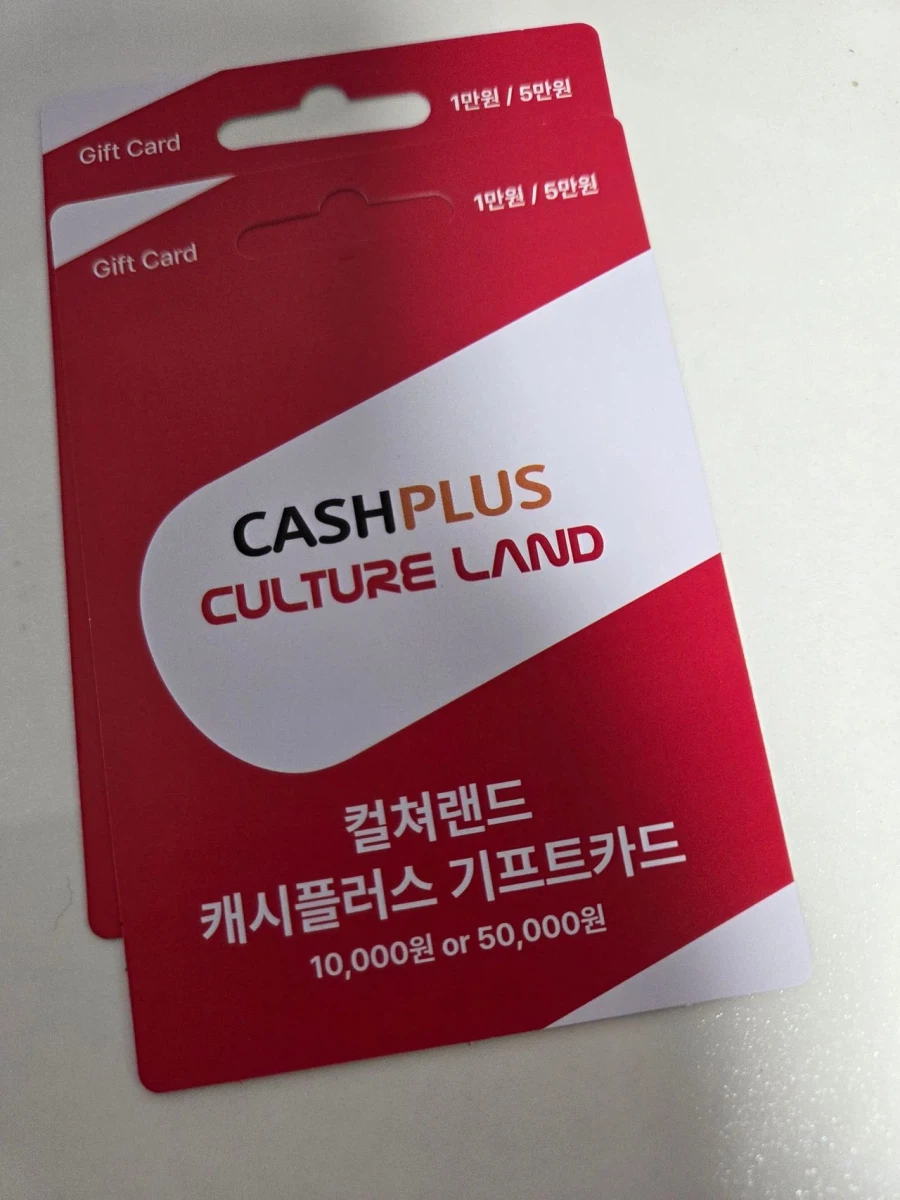 Gift Card
1만원 / 5만원
Gift Card
1만원 / 5만원
CASHPLUS
CULTURE LAND
컬쳐랜드
캐시플러스 기프트카드
10,000원 or 50,000원